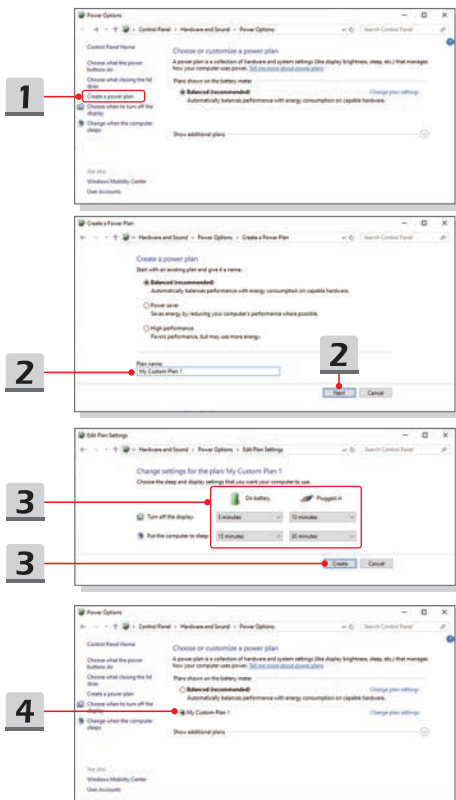 Power Options
Control Panel › Hardware and Sound › Power Options
Search Control Panel
Control Panel Home
Choose what the power
buttons do
Choose what closing the lid
does
Create a power plan
Choose when to turn off the
display
Change when the computer
sleeps
See also
Windows Mobility Center
User Accounts
Choose or customize a power plan
A power plan is a collection of hardware and system settings (like display brightness, sleep, etc.) that manages
how your computer uses power. Tell me more about power plans
Plans shown on the battery meter
Balanced (recommended)
Change plan settings
Automatically balances performance with energy consumption on capable hardware.
Show additional plans
1
Create a Power Plan
Hardware and Sound › Power Options › Create a Power Plan
Search Control Panel
Create a power plan
Start with an existing plan and give it a name.
Balanced (recommended)
Automatically balances performance with energy consumption on capable hardware.
Power saver
Saves energy by reducing your computer's performance where possible.
High performance
Favors performance, but may use more energy.
Plan name:
My Custom Plan 1
2
2
Next
Cancel
Edit Plan Settings
Hardware and Sound › Power Options › Edit Plan Settings
Search Control Panel
Change settings for the plan: My Custom Plan 1
Choose the sleep and display settings that you want your computer to use.
On battery
Plugged in
Turn off the display:
5 minutes
10 minutes
Put the computer to sleep:
15 minutes
30 minutes
3
3
Create
Cancel
Power Options
Control Panel › Hardware and Sound › Power Options
Search Control Panel
Control Panel Home
Choose what the power
buttons do
Choose what closing the lid
does
Create a power plan
Choose when to turn off the
display
Change when the computer
sleeps
See also
Windows Mobility Center
User Accounts
Choose or customize a power plan
A power plan is a collection of hardware and system settings (like display brightness, sleep, etc.) that manages
how your computer uses power. Tell me more about power plans
Plans shown on the battery meter
Balanced (recommended)
Change plan settings
Automatically balances performance with energy consumption on capable hardware.
My Custom Plan 1
Change plan settings
Show additional plans
4